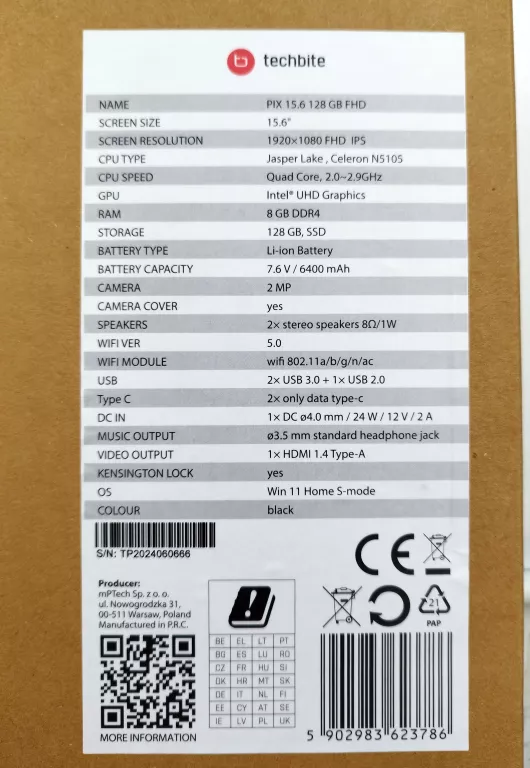 techbite
NAME PIX 15.6 128 GB FHD
SCREEN SIZE 15.6"
SCREEN RESOLUTION 1920×1080 FHD IPS
CPU TYPE Jasper Lake , Celeron N5105
CPU SPEED Quad Core, 2.0~2.9GHz
GPU Intel® UHD Graphics
RAM 8 GB DDR4
STORAGE 128 GB, SSD
BATTERY TYPE Li-ion Battery
BATTERY CAPACITY 7.6 V / 6400 mAh
CAMERA 2 MP
CAMERA COVER yes
SPEAKERS 2× stereo speakers 8Ω/1W
WIFI VER 5.0
WIFI MODULE wifi 802.11a/b/g/n/ac
USB 2× USB 3.0 + 1× USB 2.0
Type C 2× only data type-c
DC IN 1× DC ø4.0 mm / 24 W / 12 V / 2 A
MUSIC OUTPUT ø3.5 mm standard headphone jack
VIDEO OUTPUT 1× HDMI 1.4 Type-A
KENSINGTON LOCK yes
OS Win 11 Home S-mode
COLOUR black
S/N: TP2024060666
CE
Producer:
mPTech Sp. z o. o.
ul. Nowogrodzka 31,
00-511 Warsaw, Poland
Manufactured in P.R.C.
MORE INFORMATION
BE EL LT PT
BG ES LU RO
CZ FR HU SI
DK HR MT SK
DE IT NL FI
EE CY AT SE
IE LV PL UK
21
PAP
5 902983 623786